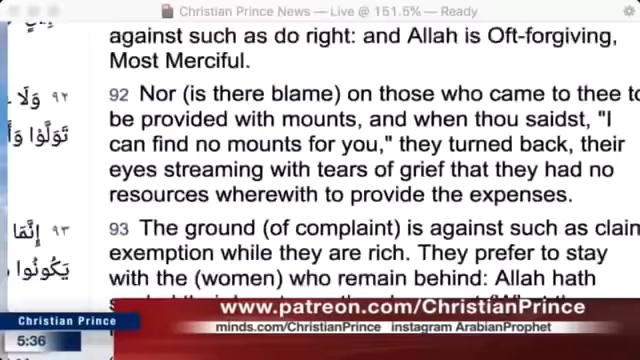 Christian Prince News — Live @ 151.5% — Ready
against such as do right: and Allah is Oft-forgiving,
Most Merciful.
92 Nor (is there blame) on those who came to thee to
be provided with mounts, and when thou saidst, "I
can find no mounts for you," they turned back, their
eyes streaming with tears of grief that they had no
resources wherewith to provide the expenses.
93 The ground (of complaint) is against such as claim
exemption while they are rich. They prefer to stay
with the (women) who remain behind: Allah hath
٩٢ وَلَا
تَوَلَّوْا
٩٣ إِنَّمَا
يَكُونُوا
www.patreon.com/ChristianPrince
minds.com/ChristianPrince instagram ArabianProphet
Christian Prince
5:36